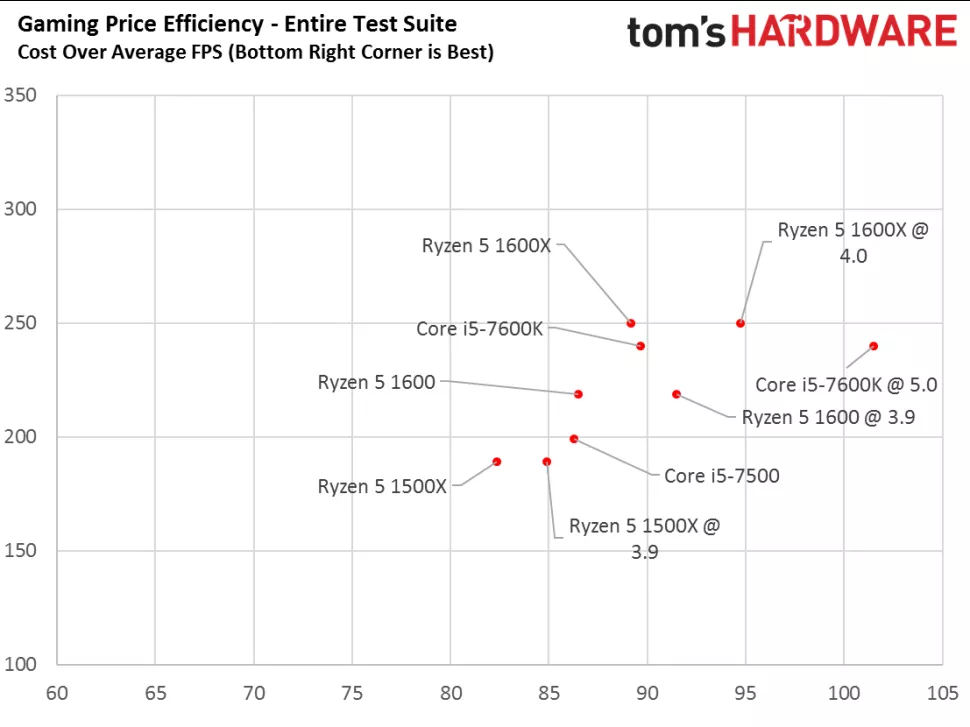 Gaming Price Efficiency - Entire Test Suite
Cost Over Average FPS (Bottom Right Corner is Best)
tom's HARDWARE
350
300
250
200
150
100
Ryzen 5 1600X @
4.0
Ryzen 5 1600X
Core i5-7600K
Ryzen 5 1600
Core i5-7600K @ 5.0
Ryzen 5 1600 @ 3.9
Core i5-7500
Ryzen 5 1500X
Ryzen 5 1500X @
3.9
60 65 70 75 80 85 90 95 100 105